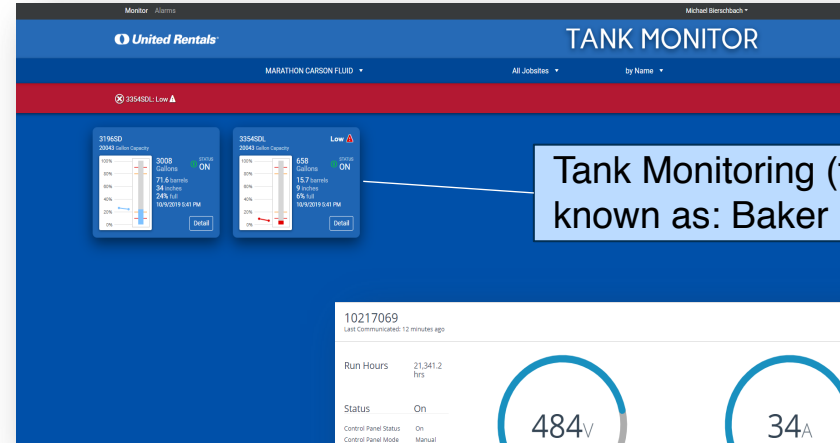 Monitor Alarms
Michael Bierschbach
United Rentals
TANK MONITOR
MARATHON CARSON FLUID
All Jobsites
by Name
3354SDL: Low
3196SD
20043 Gallon Capacity
100%
80%
60%
40%
20%
0%
3008
Gallons
STATUS
ON
71.6 barrels
34 inches
24% full
10/9/2019 5:41 PM
Detail
3354SDL
Low
20043 Gallon Capacity
100%
80%
60%
40%
20%
0%
658
Gallons
STATUS
ON
15.7 barrels
9 inches
6% full
10/9/2019 5:41 PM
Detail
Tank Monitoring (
known as: Baker
10217069
Last Communicated: 12 minutes ago
Run Hours
21,341.2
hrs
Status
On
Control Panel Status
On
Control Panel Mode
Manual
484V
34A